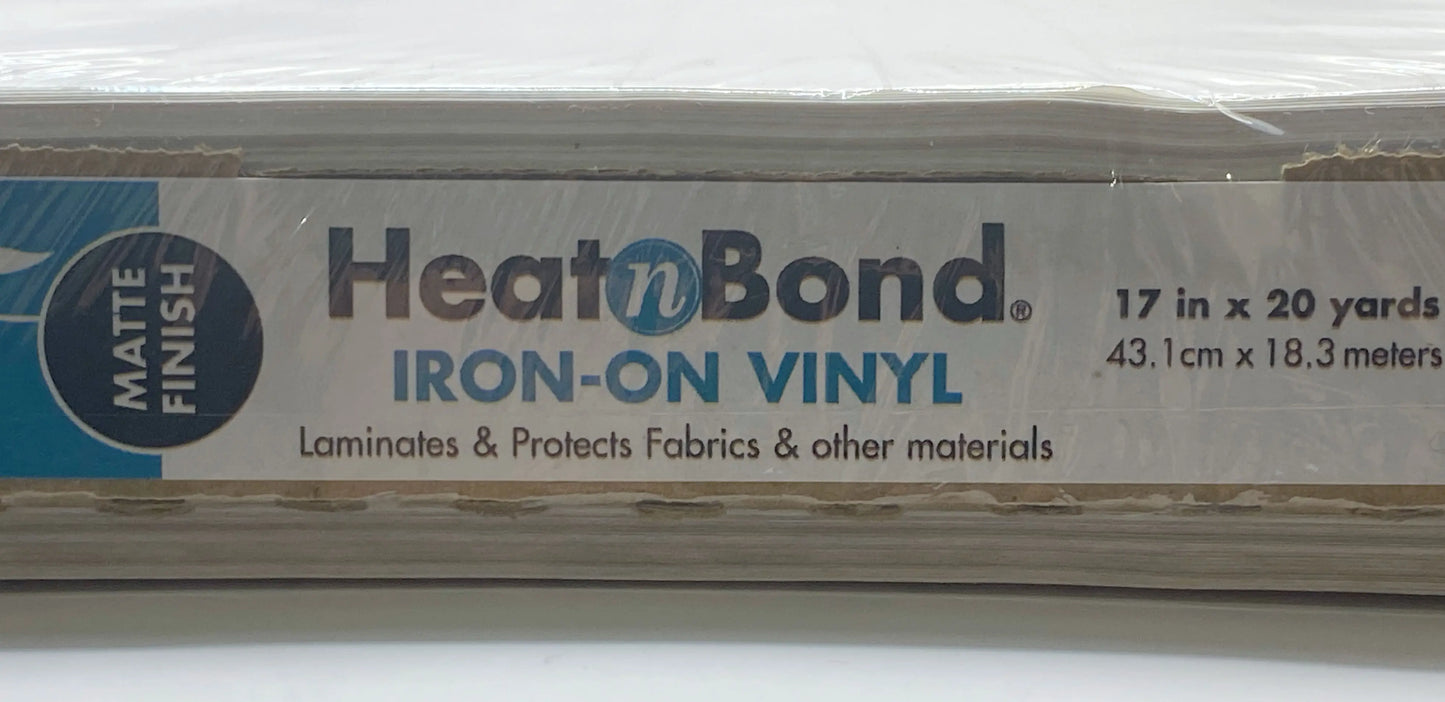 MATTE
FINISH
HeatnBond®
IRON-ON VINYL
Laminates & Protects Fabrics & other materials
17 in x 20 yards
43.1cm x 18.3 meters